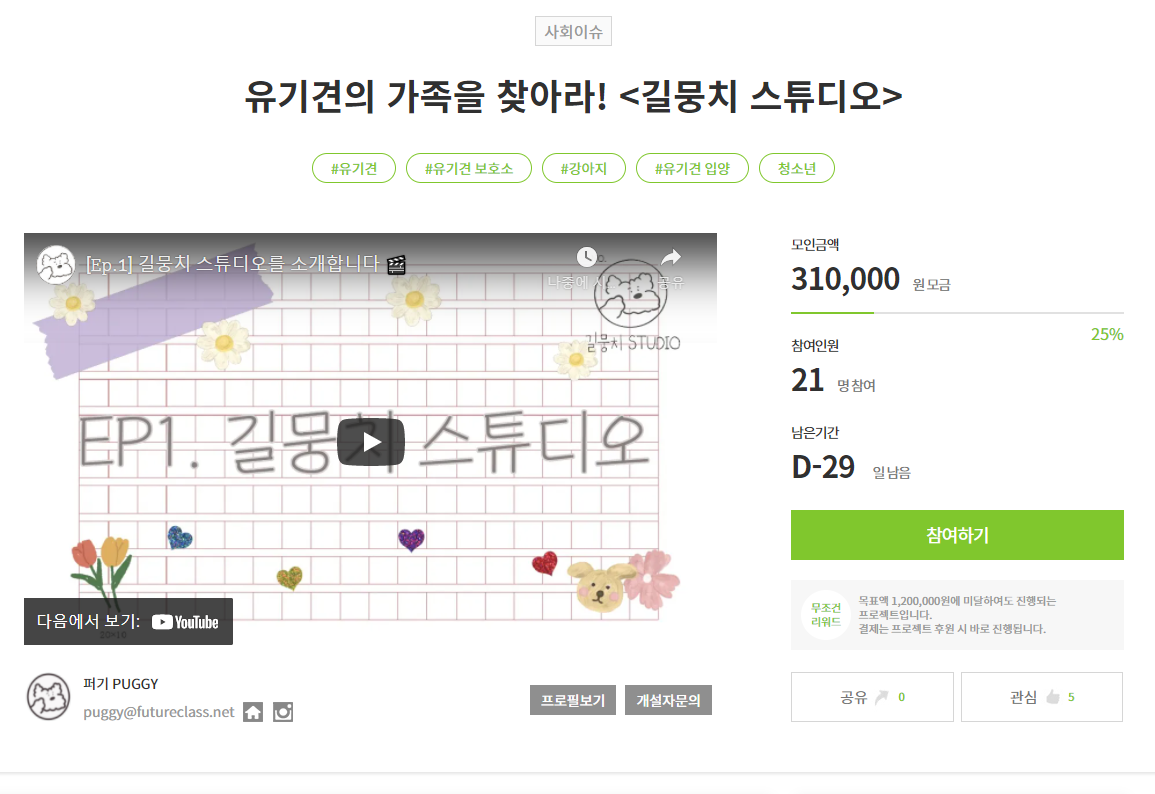 사회이슈
유기견의 가족을 찾아라! <길뭉치 스튜디오>
#유기견 #유기견 보호소 #강아지 #유기견 입양 청소년
[Ep.1] 길뭉치 스튜디오를 소개합니다 🎬
나중에 시 공유
길뭉치 STUDIO
EP1. 길뭉치 스튜디오
다음에서 보기: YouTube
퍼기 PUGGY
puggy@futureclass.net
프로필보기 개설자문의
모인금액
310,000 원 모금
25%
참여인원
21 명 참여
남은기간
D-29 일 남음
참여하기
무조건
리워드
목표액 1,200,000원에 미달하여도 진행되는
프로젝트입니다.
결제는 프로젝트 후원 시 바로 진행됩니다.
공유 0 관심 5